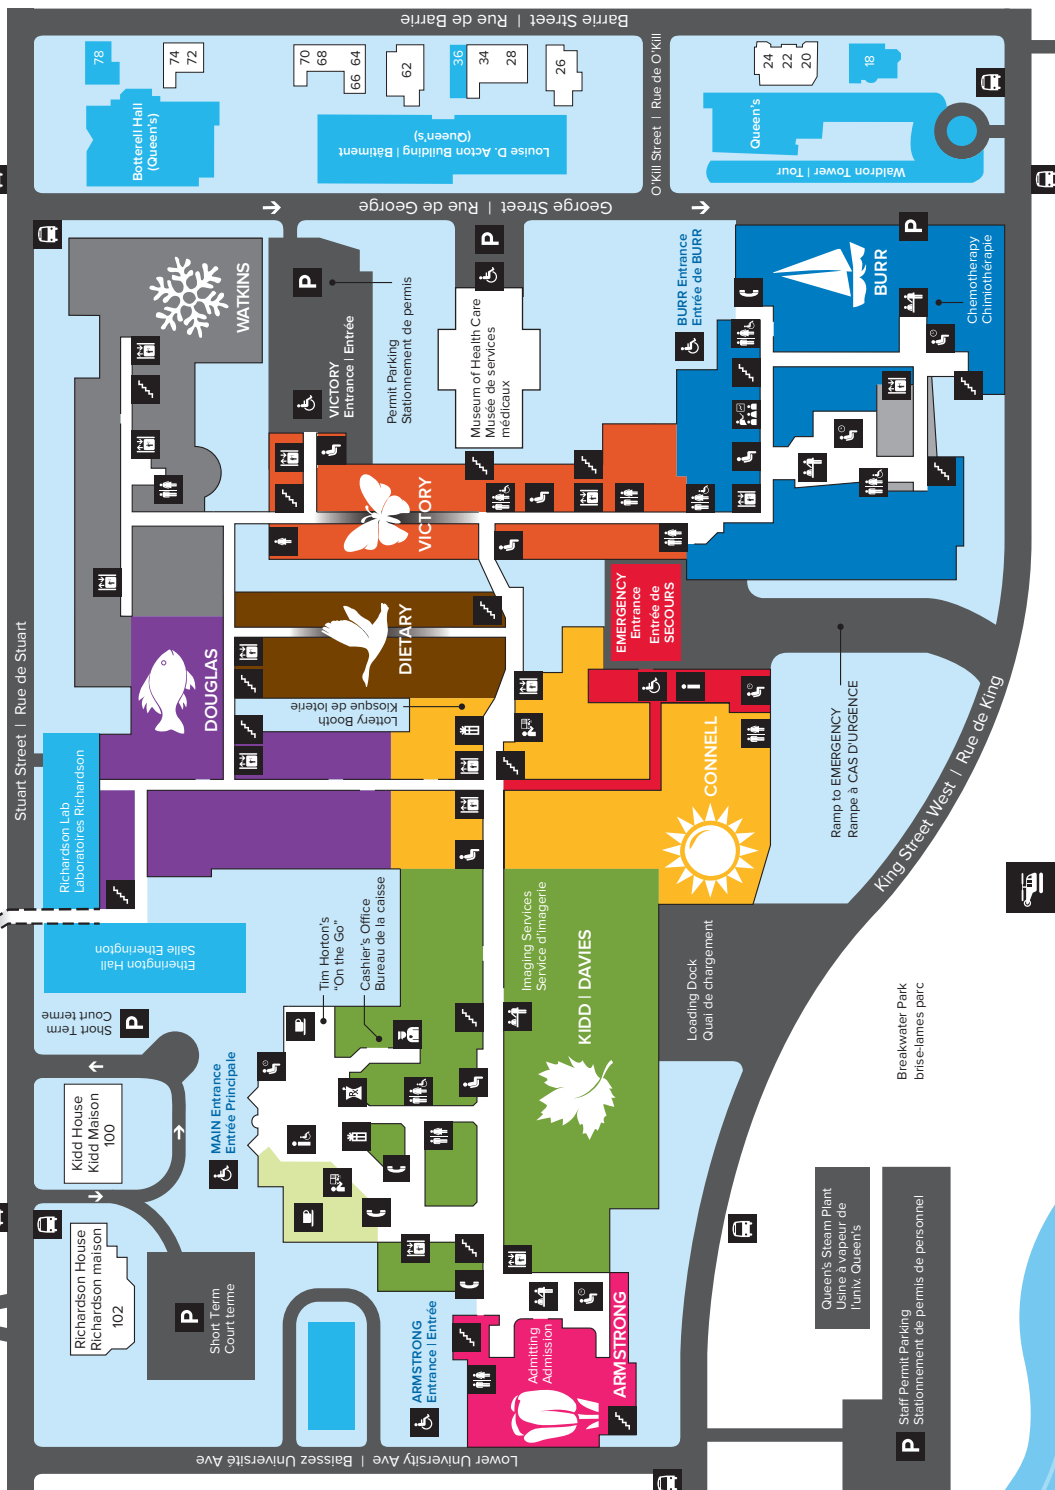 Barrie Street | Rue de Barrie
78
74
72
70
68
66
64
62
36
34
28
26
24
22
20
18
Botterell Hall
(Queen's)
Louise D. Acton Building | Bâtiment
(Queen's)
O'Kill Street | Rue de O'Kill
Queen's
Waldron Tower | Tour
George Street | Rue de George
WATKINS
P
VICTORY
Entrance | Entrée
Permit Parking
Stationnement de permis
P
Museum of Health Care
Musée de services
médicaux
BURR Entrance
Entrée de BURR
P
BURR
Chemotherapy
Chimiothérapie
VICTORY
Stuart Street | Rue de Stuart
DOUGLAS
DIETARY
Lottery Booth
Kiosque de loterie
EMERGENCY
Entrance
Entrée de
SECOURS
CONNELL
Ramp to EMERGENCY
Rampe à CAS D'URGENCE
King Street West | Rue de King
Richardson Lab
Laboratoires Richardson
Etherington Hall
Salle Etherington
Short Term
Court terme
P
Tim Horton's
"On the Go"
Cashier's Office
Bureau de la caisse
Imaging Services
Service d'imagerie
KIDD | DAVIES
Loading Dock
Quai de chargement
Breakwater Park
brise-lames parc
Kidd House
Kidd Maison
100
MAIN Entrance
Entrée Principale
Richardson House
Richardson maison
102
P
Short Term
Court terme
ARMSTRONG
Entrance | Entrée
Admitting
Admission
ARMSTRONG
Queen's Steam Plant
Usine à vapeur de
l'univ. Queen's
P
Staff Permit Parking
Stationnement de permis de personnel
Lower University Ave | Baissez Université Ave